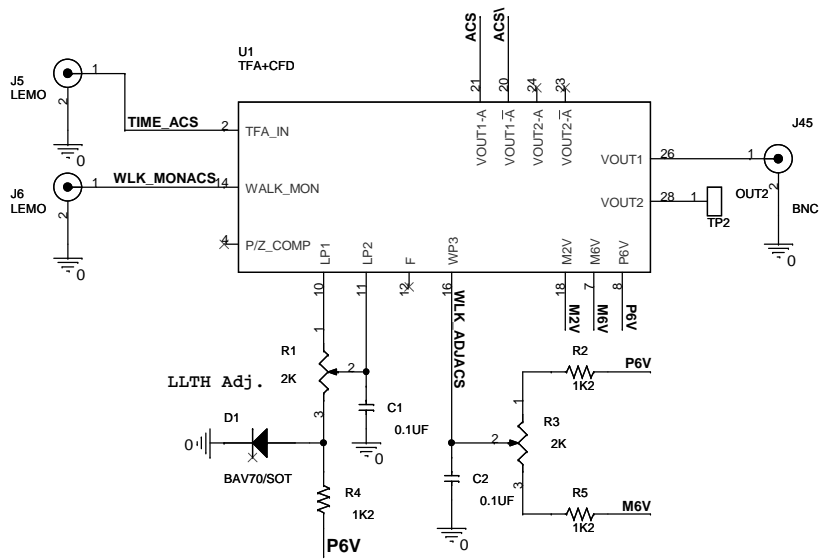 ACS
ACS\
U1
TFA+CFD
21
20
24
23
J5
LEMO
1
2
0
TIME_ACS
2
TFA_IN
VOUT1-A
VOUT1-A
VOUT2-A
VOUT2-A
J45
VOUT1
26
1
2
BNC
0
J6
LEMO
1
2
0
WLK_MONACS
14
WALK_MON
VOUT2
28
1
OUT2
TP2
4
P/Z_COMP
LP1
LP2
F
WP3
M2V
M6V
P6V
10
11
12
16
18
7
8
WLK_ADJACS
M2V
M6V
P6V
LLTH Adj.
R1
2K
1
2
3
C1
0.1UF
0
R2
1K2
P6V
R3
2K
1
2
3
D1
BAV70/SOT
0
R4
1K2
P6V
C2
0.1UF
0
R5
1K2
M6V